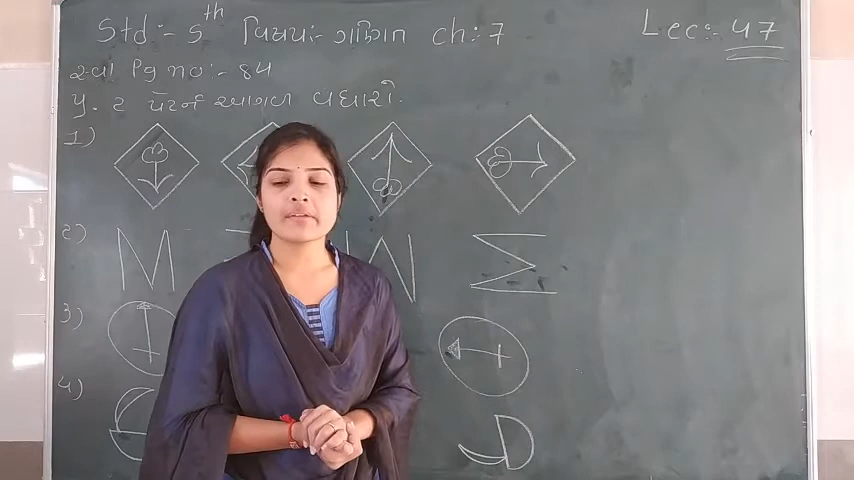 Std:- 5th વિષય:- ગણિત ch: 7 Lec:- 47
સ્વા Pg no:- 84
પ્ર. 2 પેટર્ન આગળ વધારો.
1)
2) M Σ
3)
4)